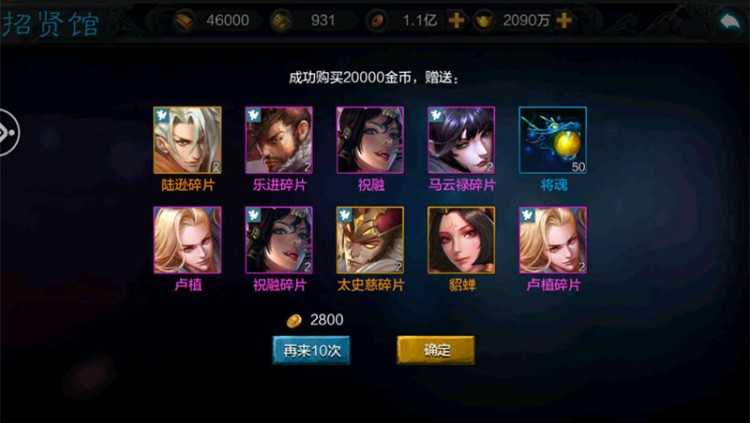 招贤馆
46000 931 1.1亿 2090万
成功购买20000金币，赠送：
2 2 2 50
陆逊碎片 乐进碎片 祝融 马云禄碎片 将魂
2 2 2
卢植 祝融碎片 太史慈碎片 貂蝉 卢植碎片
2800
再来10次 确定